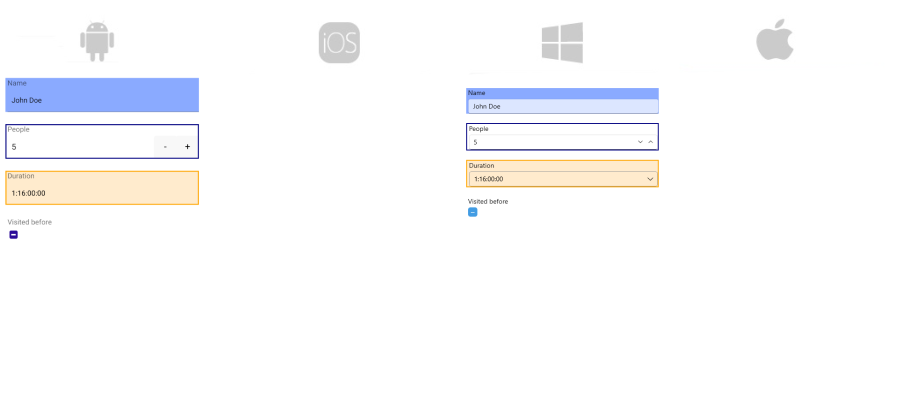 iOS
Name
John Doe
People
5 - +
Duration
1:16:00:00
Visited before
Name
John Doe
People
5
Duration
1:16:00:00
Visited before